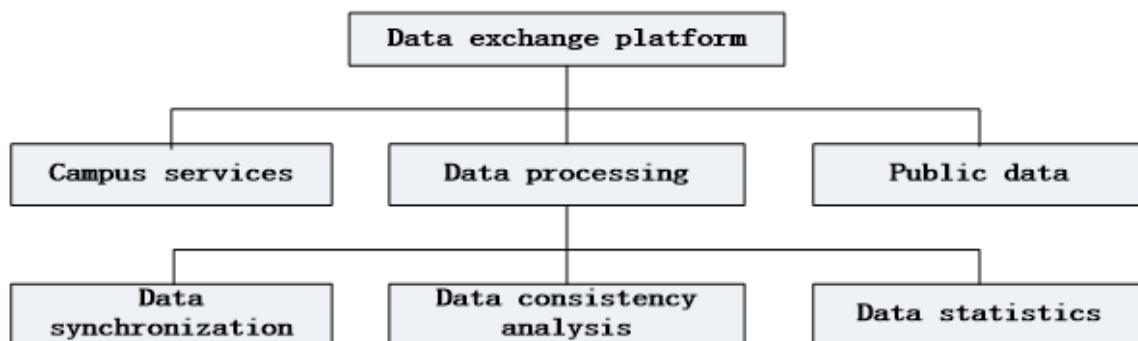 Data exchange platform
Campus services
Data processing
Public data
Data
synchronization
Data consistency
analysis
Data statistics